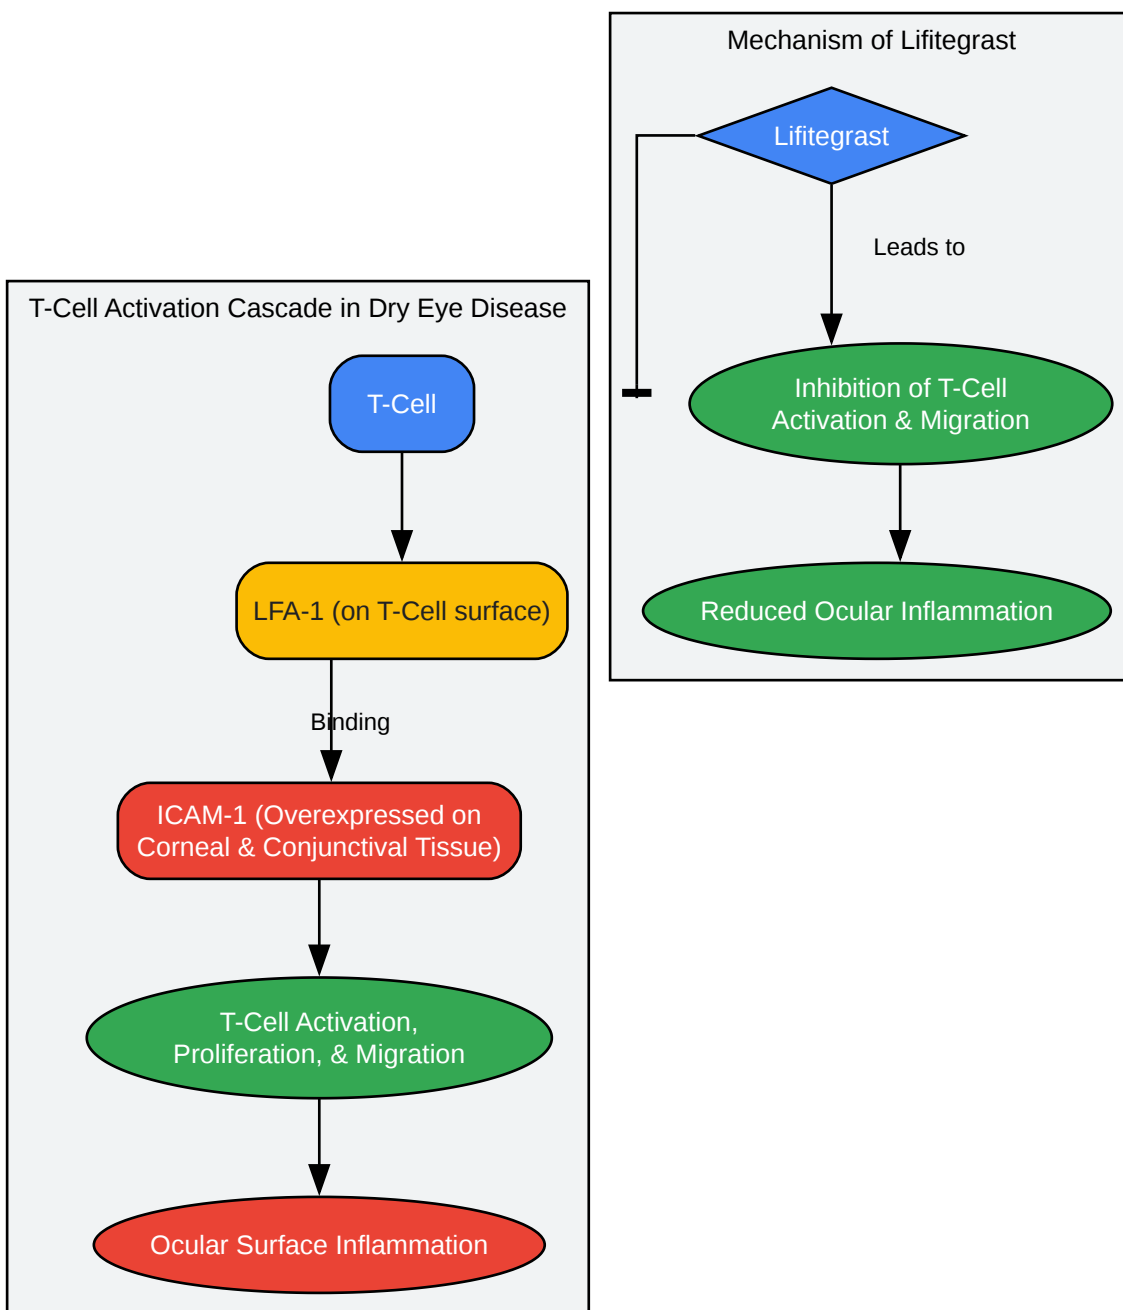 Mechanism of Lifitegrast
Lifitegrast
Leads to
Inhibition of T-Cell
Activation & Migration
Reduced Ocular Inflammation
T-Cell Activation Cascade in Dry Eye Disease
T-Cell
LFA-1 (on T-Cell surface)
Binding
ICAM-1 (Overexpressed on
Corneal & Conjunctival Tissue)
T-Cell Activation,
Proliferation, & Migration
Ocular Surface Inflammation